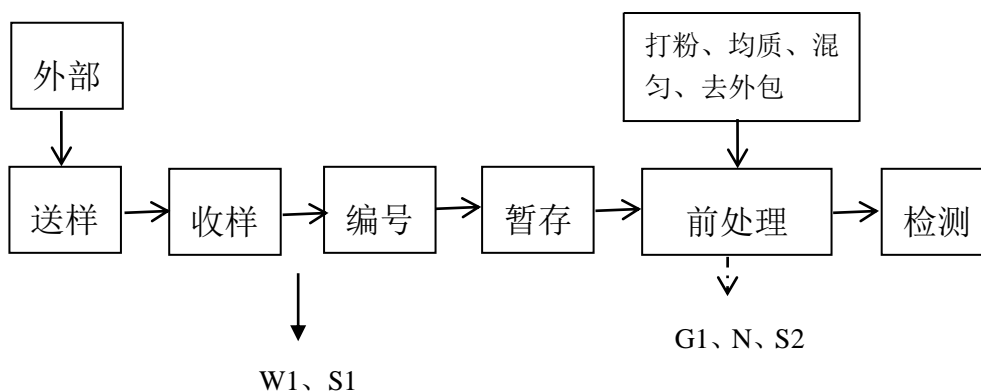 外部
打粉、均质、混
匀、去外包
送样
收样
编号
暂存
前处理
检测
G1、N、S2
W1、S1